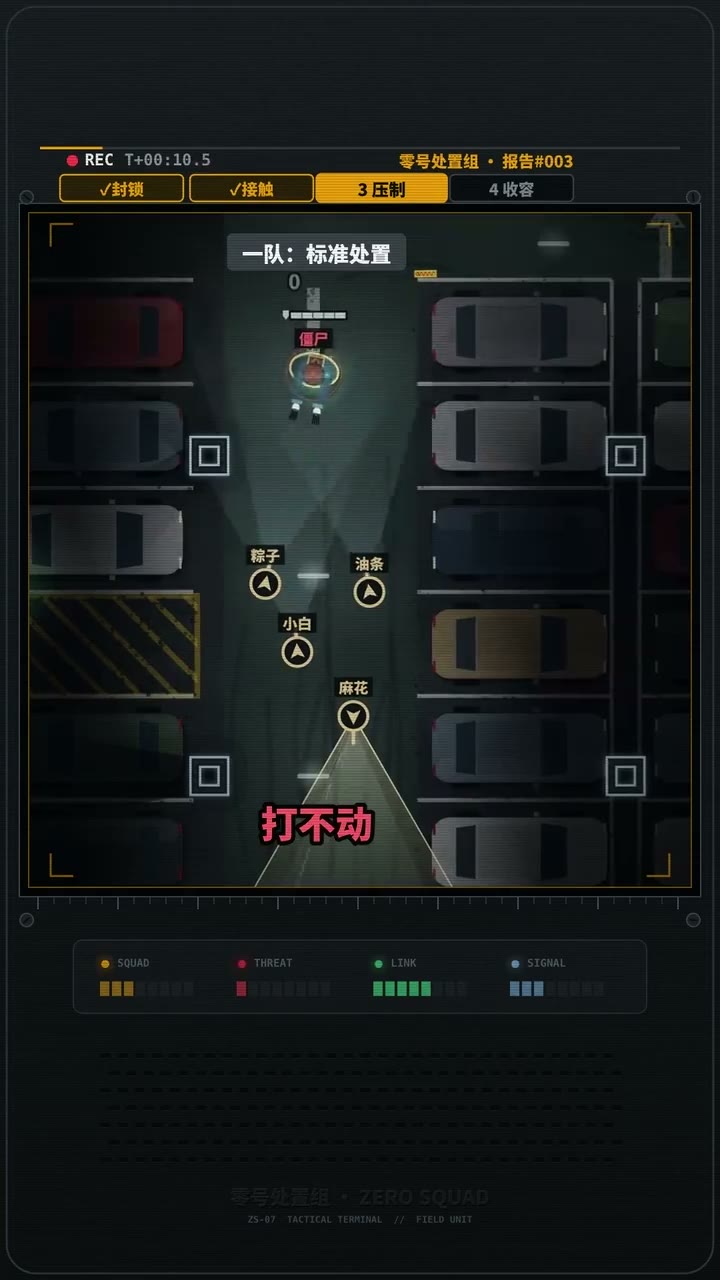 REC T+00:10.5
零号处置组 · 报告#003
✓封锁
✓接触
3 压制
4 收容
一队：标准处置
0
僵尸
粽子
油条
小白
麻花
打不动
SQUAD
THREAT
LINK
SIGNAL
零号处置组 · ZERO SQUAD
ZS-07 TACTICAL TERMINAL // FIELD UNIT